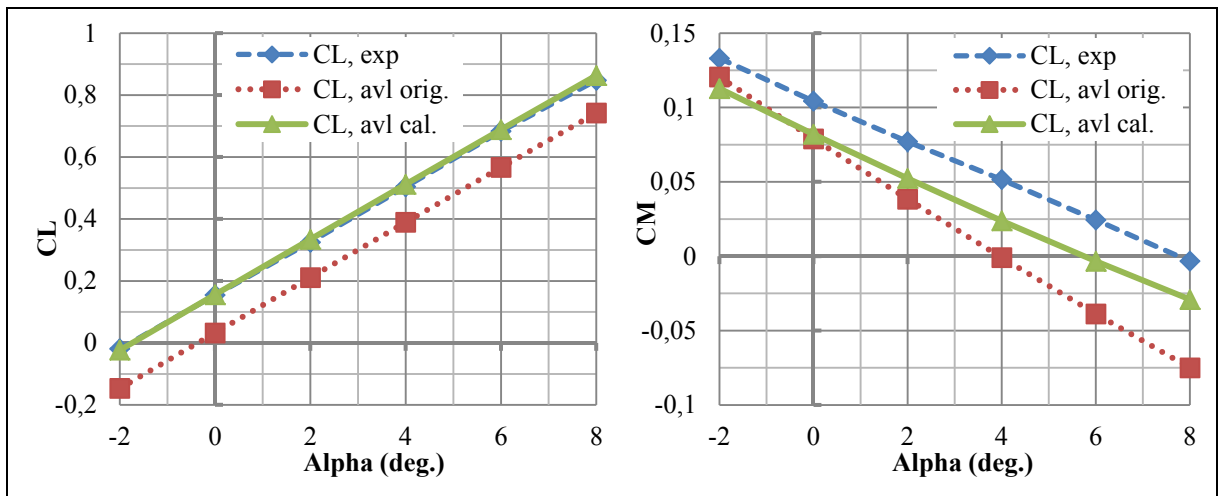 1
0,8
0,6
0,4
0,2
0
-0,2
CL
CL, exp
CL, avl orig.
CL, avl cal.
-2 0 2 4 6 8
Alpha (deg.)
0,15
0,1
0,05
0
-0,05
-0,1
CM
CL, exp
CL, avl orig.
CL, avl cal.
-2 0 2 4 6 8
Alpha (deg.)